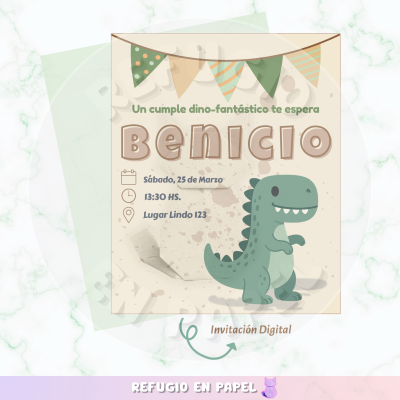 Un cumple dino-fantástico te espera
BENICIO
Sábado, 25 de Marzo
13:30 HS.
Lugar Lindo 123
Invitación Digital
REFUGIO EN PAPEL